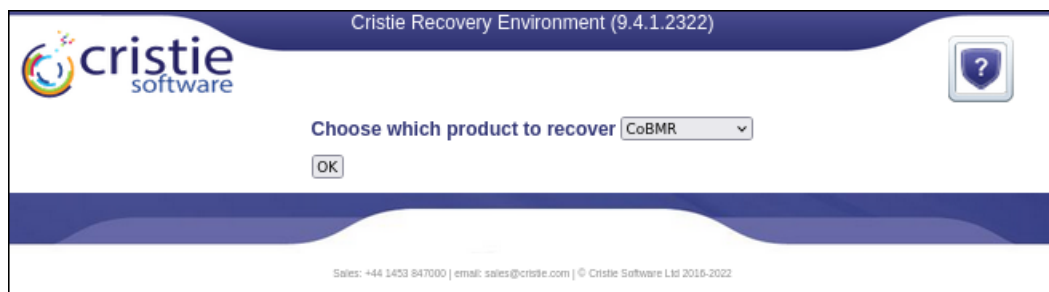 Cristie Recovery Environment (9.4.1.2322)
cristie
software
?
Choose which product to recover CoBMR
OK
Sales: +44 1453 847000 | email: sales@cristie.com | © Cristie Software Ltd 2016-2022